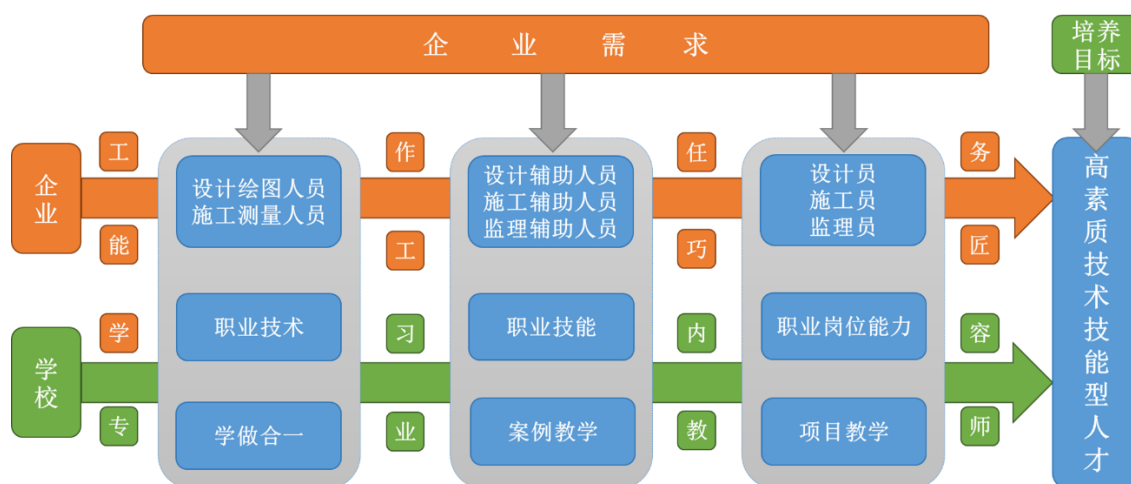 企业需求
培养
目标
工 作 任 务
企业
设计绘图人员
施工测量人员
设计辅助人员
施工辅助人员
监理辅助人员
设计员
施工员
监理员
能 工 巧 匠
学 习 内 容
职业技术
职业技能
职业岗位能力
学校
专 业 教 师
学做合一
案例教学
项目教学
高素质技术技能型人才